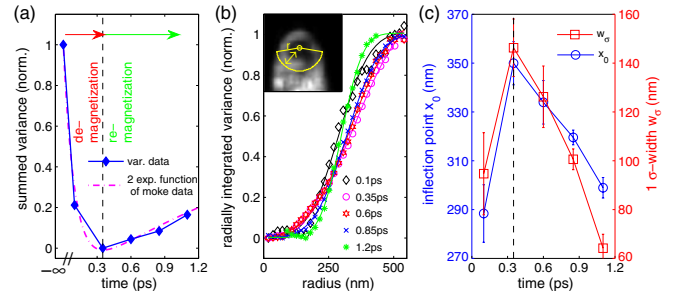 (a)
summed variance (norm.)
1
0.8
0.6
0.4
0.2
0
de-
magnetization
re-
magnetization
var. data
2 exp. function
of moke data
−∞
0.3
0.6
0.9
1.2
time (ps)
(b)
radially integrated variance (norm.)
1
0.8
0.6
0.4
0.2
0
r
0.1ps
0.35ps
0.6ps
0.85ps
1.2ps
0
250
500
radius (nm)
(c)
inflection point x0 (nm)
370
350
330
310
290
270
wσ
x0
160
140
120
100
80
60
1 σ−width wσ (nm)
0
0.3
0.6
0.9
1.2
time (ps)